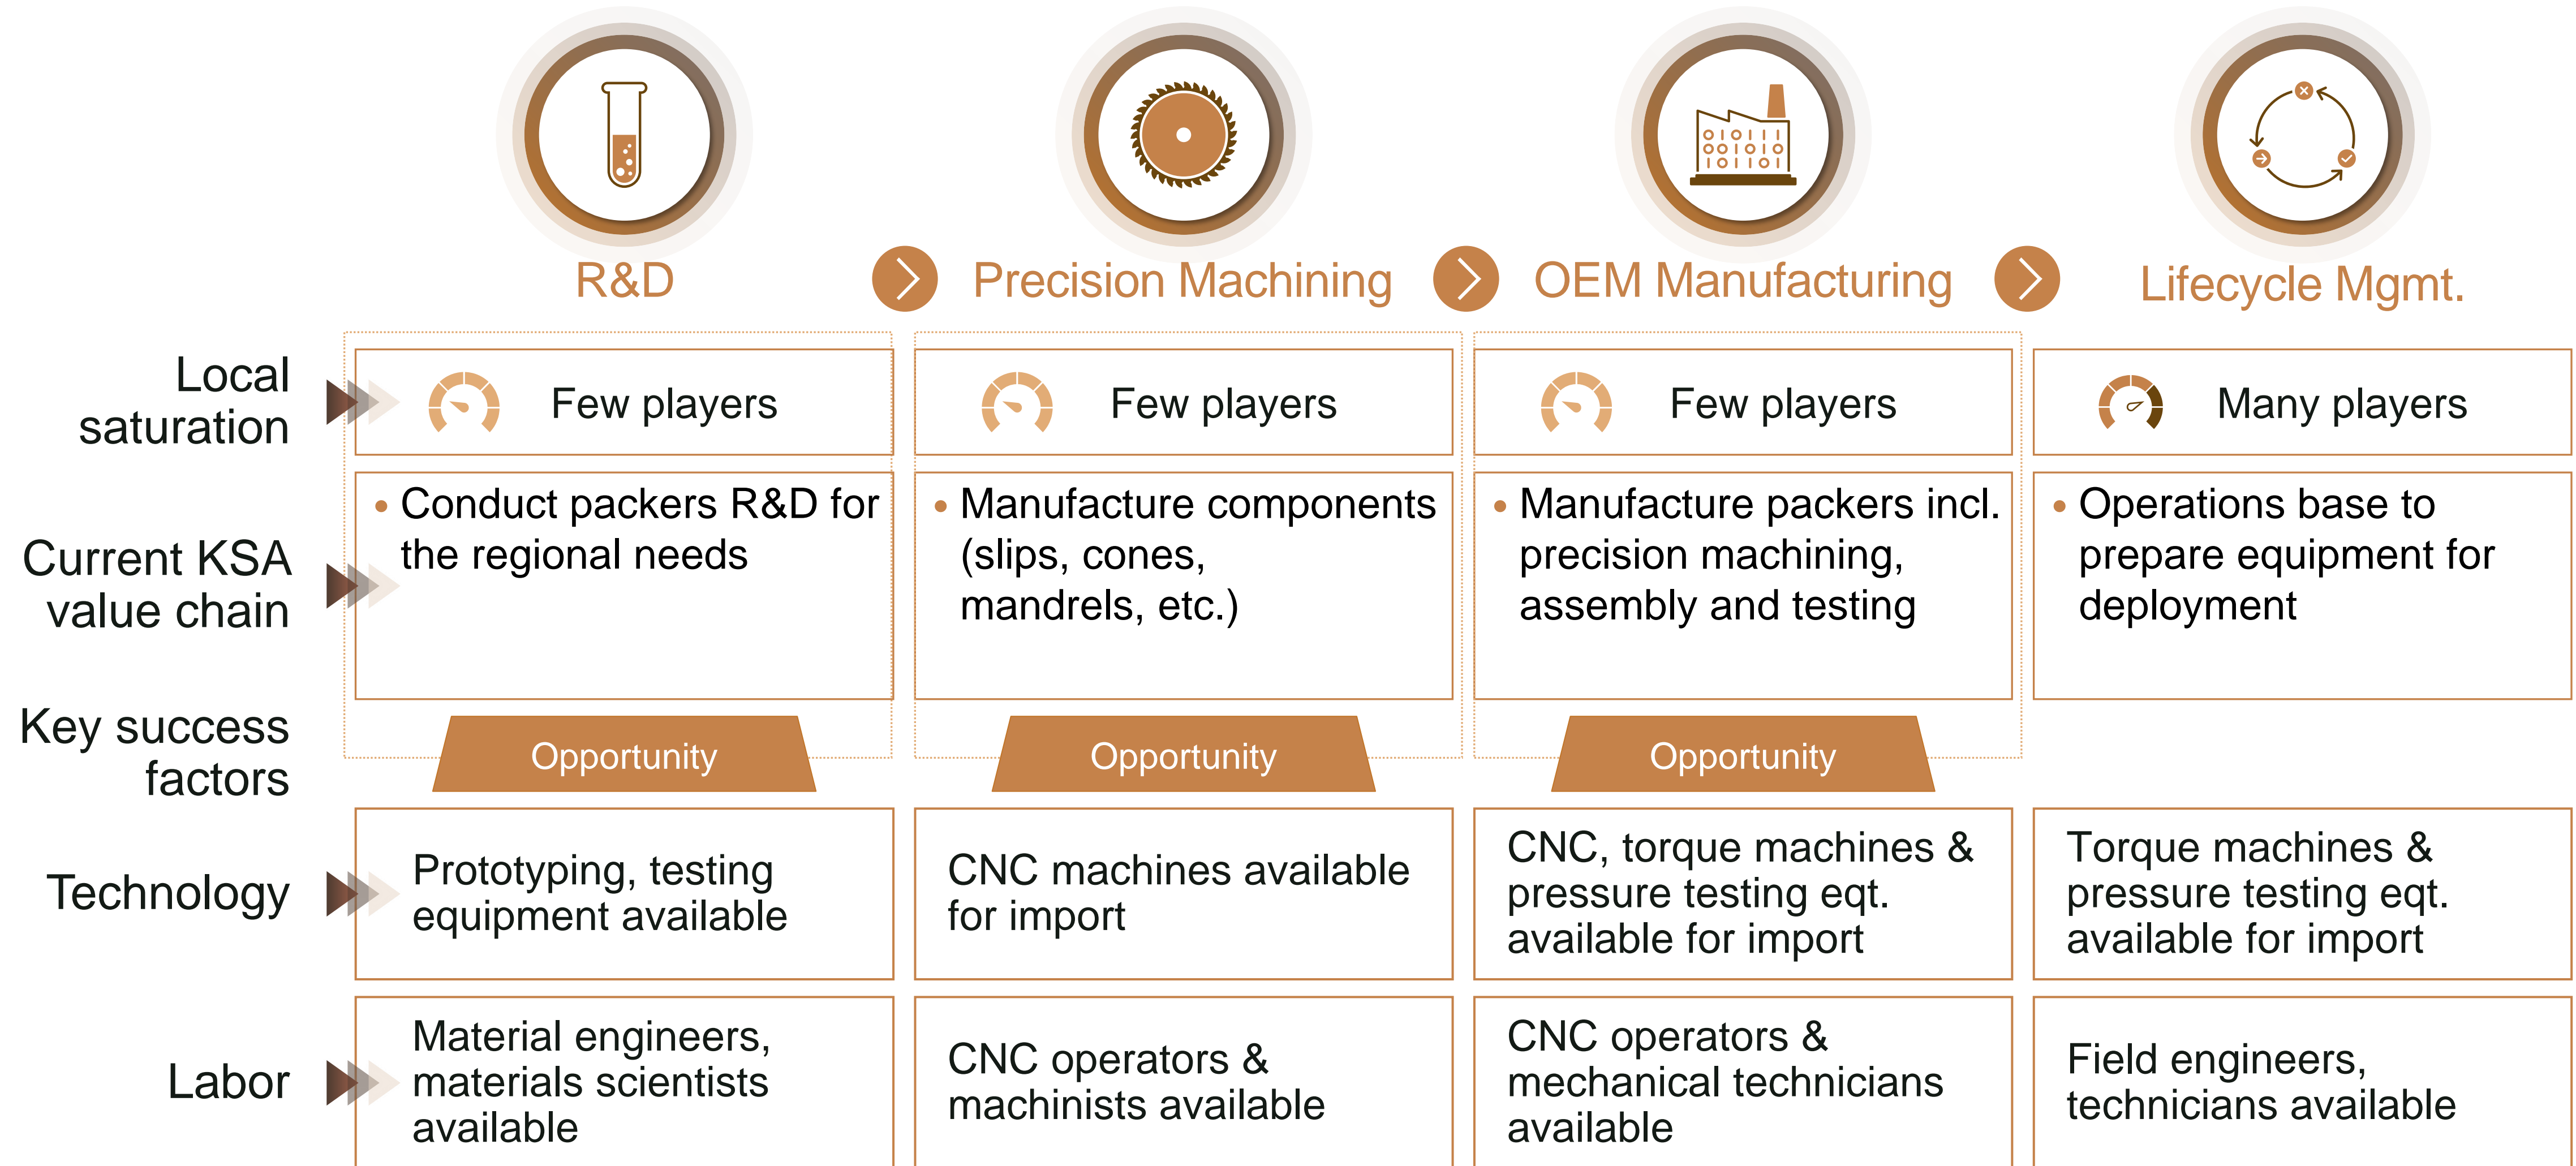 R&D
Precision Machining
OEM Manufacturing
Lifecycle Mgmt.
Local
saturation
Few players
Few players
Few players
Many players
Current KSA
value chain
• Conduct packers R&D for
the regional needs
• Manufacture components
(slips, cones,
mandrels, etc.)
• Manufacture packers incl.
precision machining,
assembly and testing
• Operations base to
prepare equipment for
deployment
Key success
factors
Opportunity
Opportunity
Opportunity
Technology
Prototyping, testing
equipment available
CNC machines available
for import
CNC, torque machines &
pressure testing eqt.
available for import
Torque machines &
pressure testing eqt.
available for import
Labor
Material engineers,
materials scientists
available
CNC operators &
machinists available
CNC operators &
mechanical technicians
available
Field engineers,
technicians available